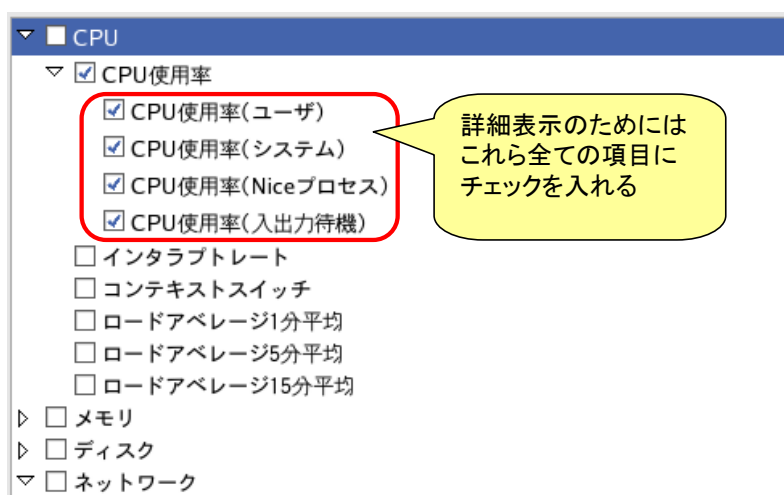 CPU
CPU使用率
CPU使用率(ユーザ)
CPU使用率(システム)
CPU使用率(Niceプロセス)
CPU使用率(入出力待機)
詳細表示のためには
これら全ての項目に
チェックを入れる
インタラプトレート
コンテキストスイッチ
ロードアベレージ1分平均
ロードアベレージ5分平均
ロードアベレージ15分平均
メモリ
ディスク
ネットワーク